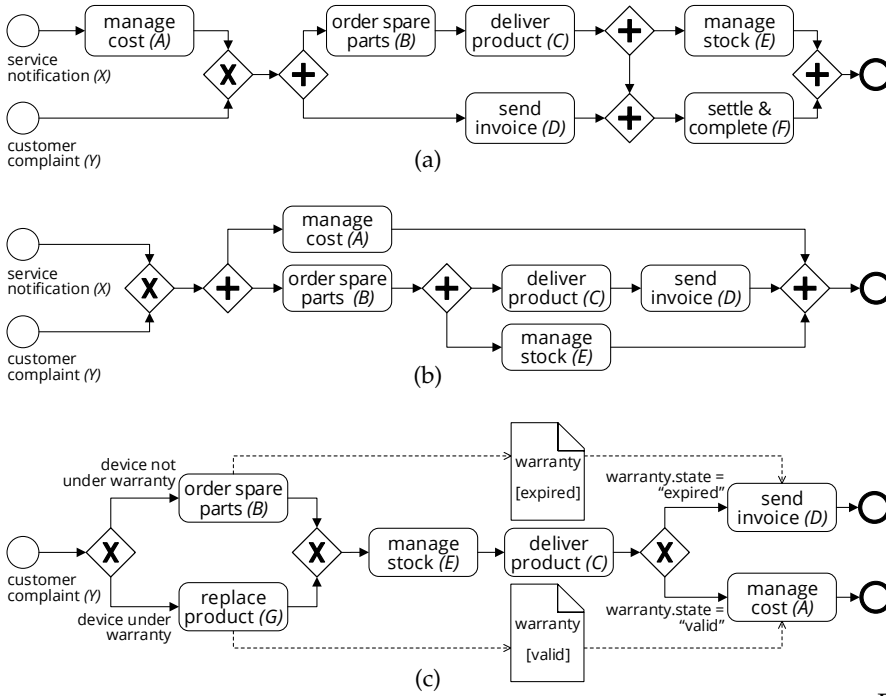 manage
cost (A)
order spare
parts (B)
deliver
product (C)
manage
stock (E)
service
notification (X)
X
send
invoice (D)
settle &
complete (F)
customer
complaint (Y)
(a)
manage
cost (A)
service
notification (X)
X
order spare
parts (B)
deliver
product (C)
send
invoice (D)
manage
stock (E)
customer
complaint (Y)
(b)
device not
under warranty
order spare
parts (B)
warranty
[expired]
warranty.state =
“expired”
send
invoice (D)
X
X
manage
stock (E)
deliver
product (C)
X
customer
complaint (Y)
replace
product (G)
device under
warranty
warranty
[valid]
warranty.state =
“valid”
manage
cost (A)
(c)